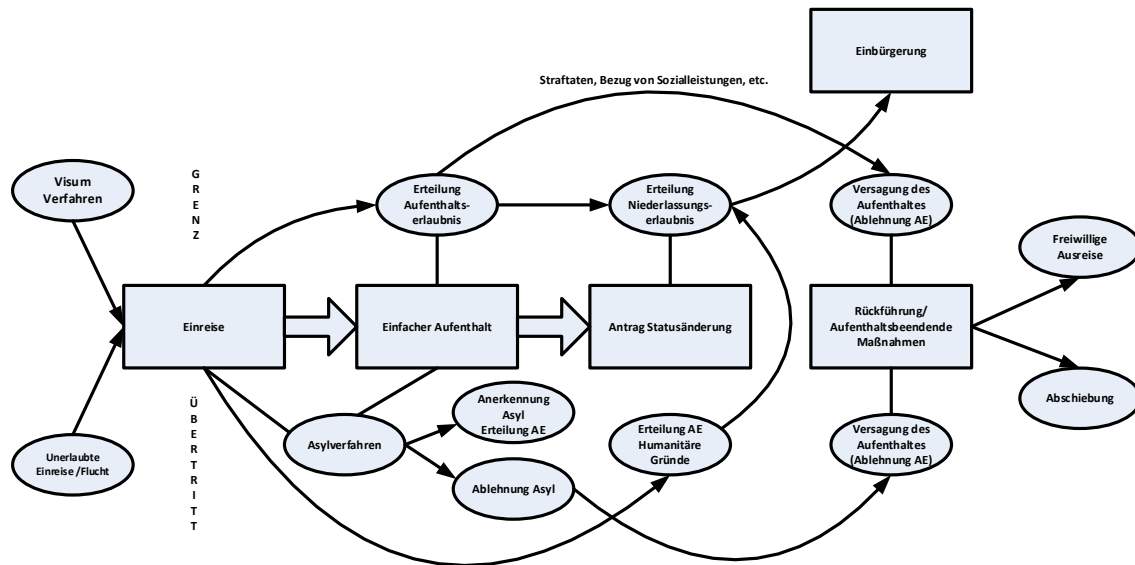 Einbürgerung
Straftaten, Bezug von Sozialleistungen, etc.
Visum
Verfahren
GRENZ
Erteilung
Aufenthalts-
erlaubnis
Erteilung
Niederlassungs-
erlaubnis
Versagung des
Aufenthaltes
(Ablehnung AE)
Freiwillige
Ausreise
Einreise
Einfacher Aufenthalt
Antrag Statusänderung
Rückführung/
Aufenthaltsbeendende
Maßnahmen
Unerlaubte
Einreise/Flucht
ÜBERTRITT
Asylverfahren
Anerkennung
Asyl
Erteilung AE
Ablehnung Asyl
Erteilung AE
Humanitäre
Gründe
Versagung des
Aufenthaltes
(Ablehnung AE)
Abschiebung